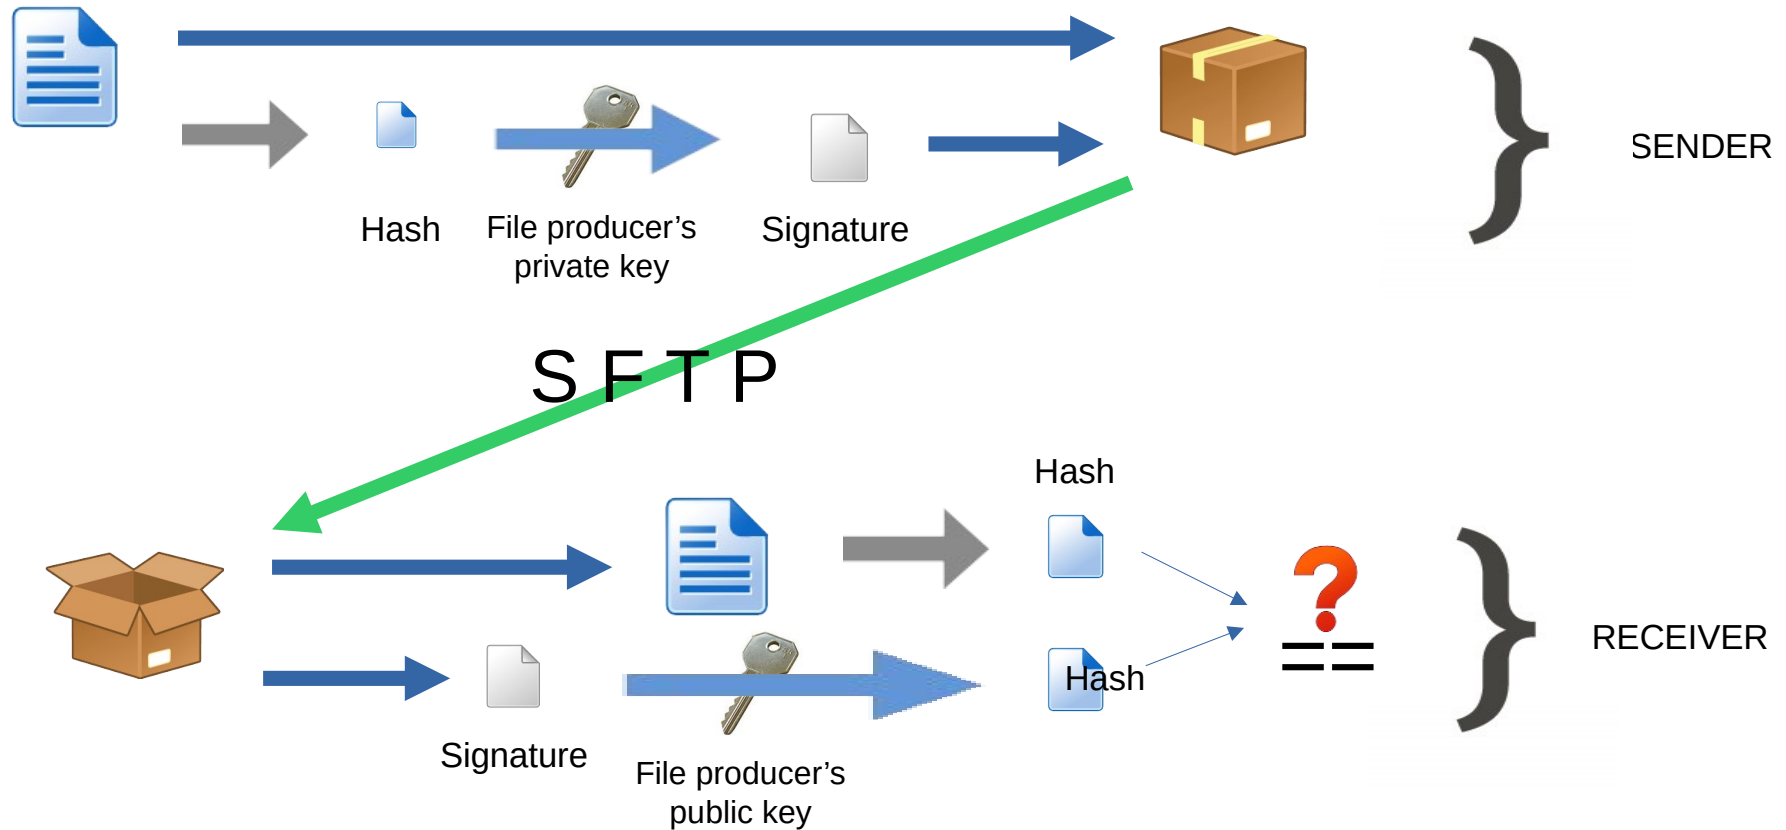 SENDER
Hash
File producer’s
private key
Signature
S F T P
Hash
RECEIVER
Hash
Signature
File producer’s
public key